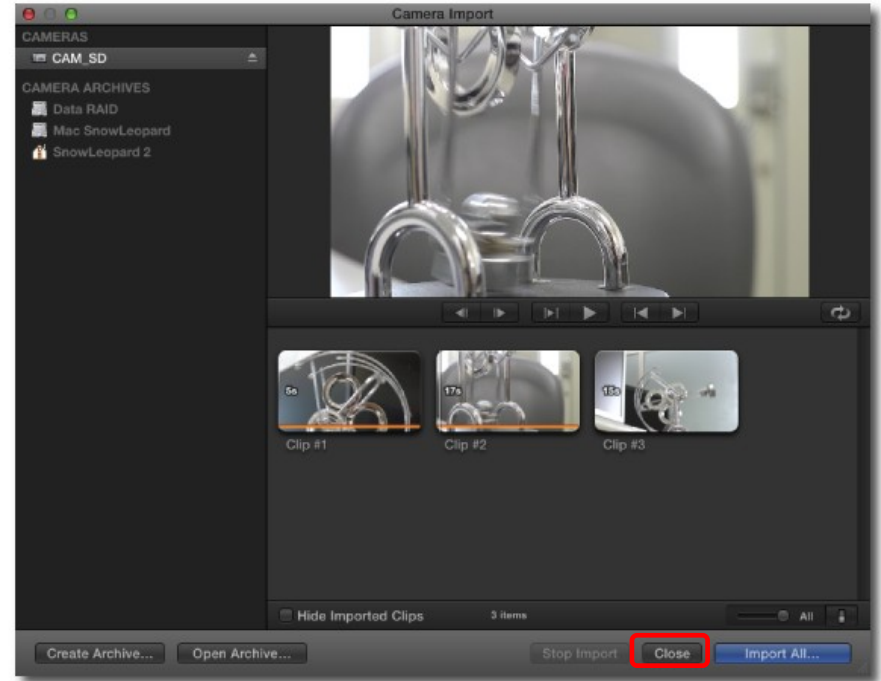 Camera Import
CAMERAS
CAM_SD
CAMERA ARCHIVES
Data RAID
Mac SnowLeopard
SnowLeopard 2
5s
17s
15s
Clip #1
Clip #2
Clip #3
Hide Imported Clips
3 items
All
Create Archive...
Open Archive...
Stop Import
Close
Import All...